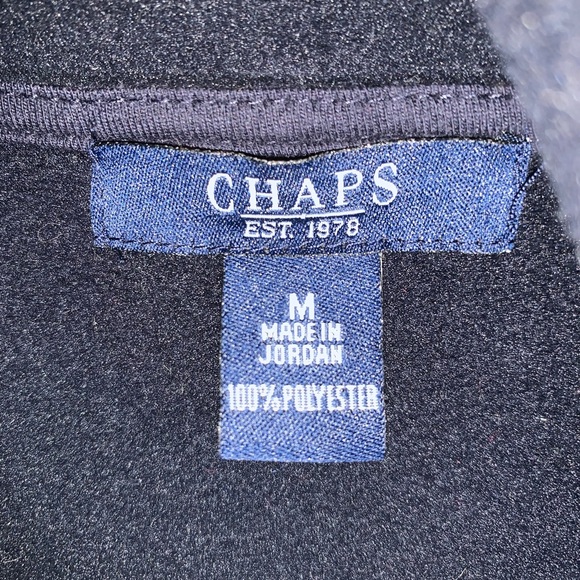 CHAPS
EST. 1978
M
MADE IN
JORDAN
100% POLYESTER